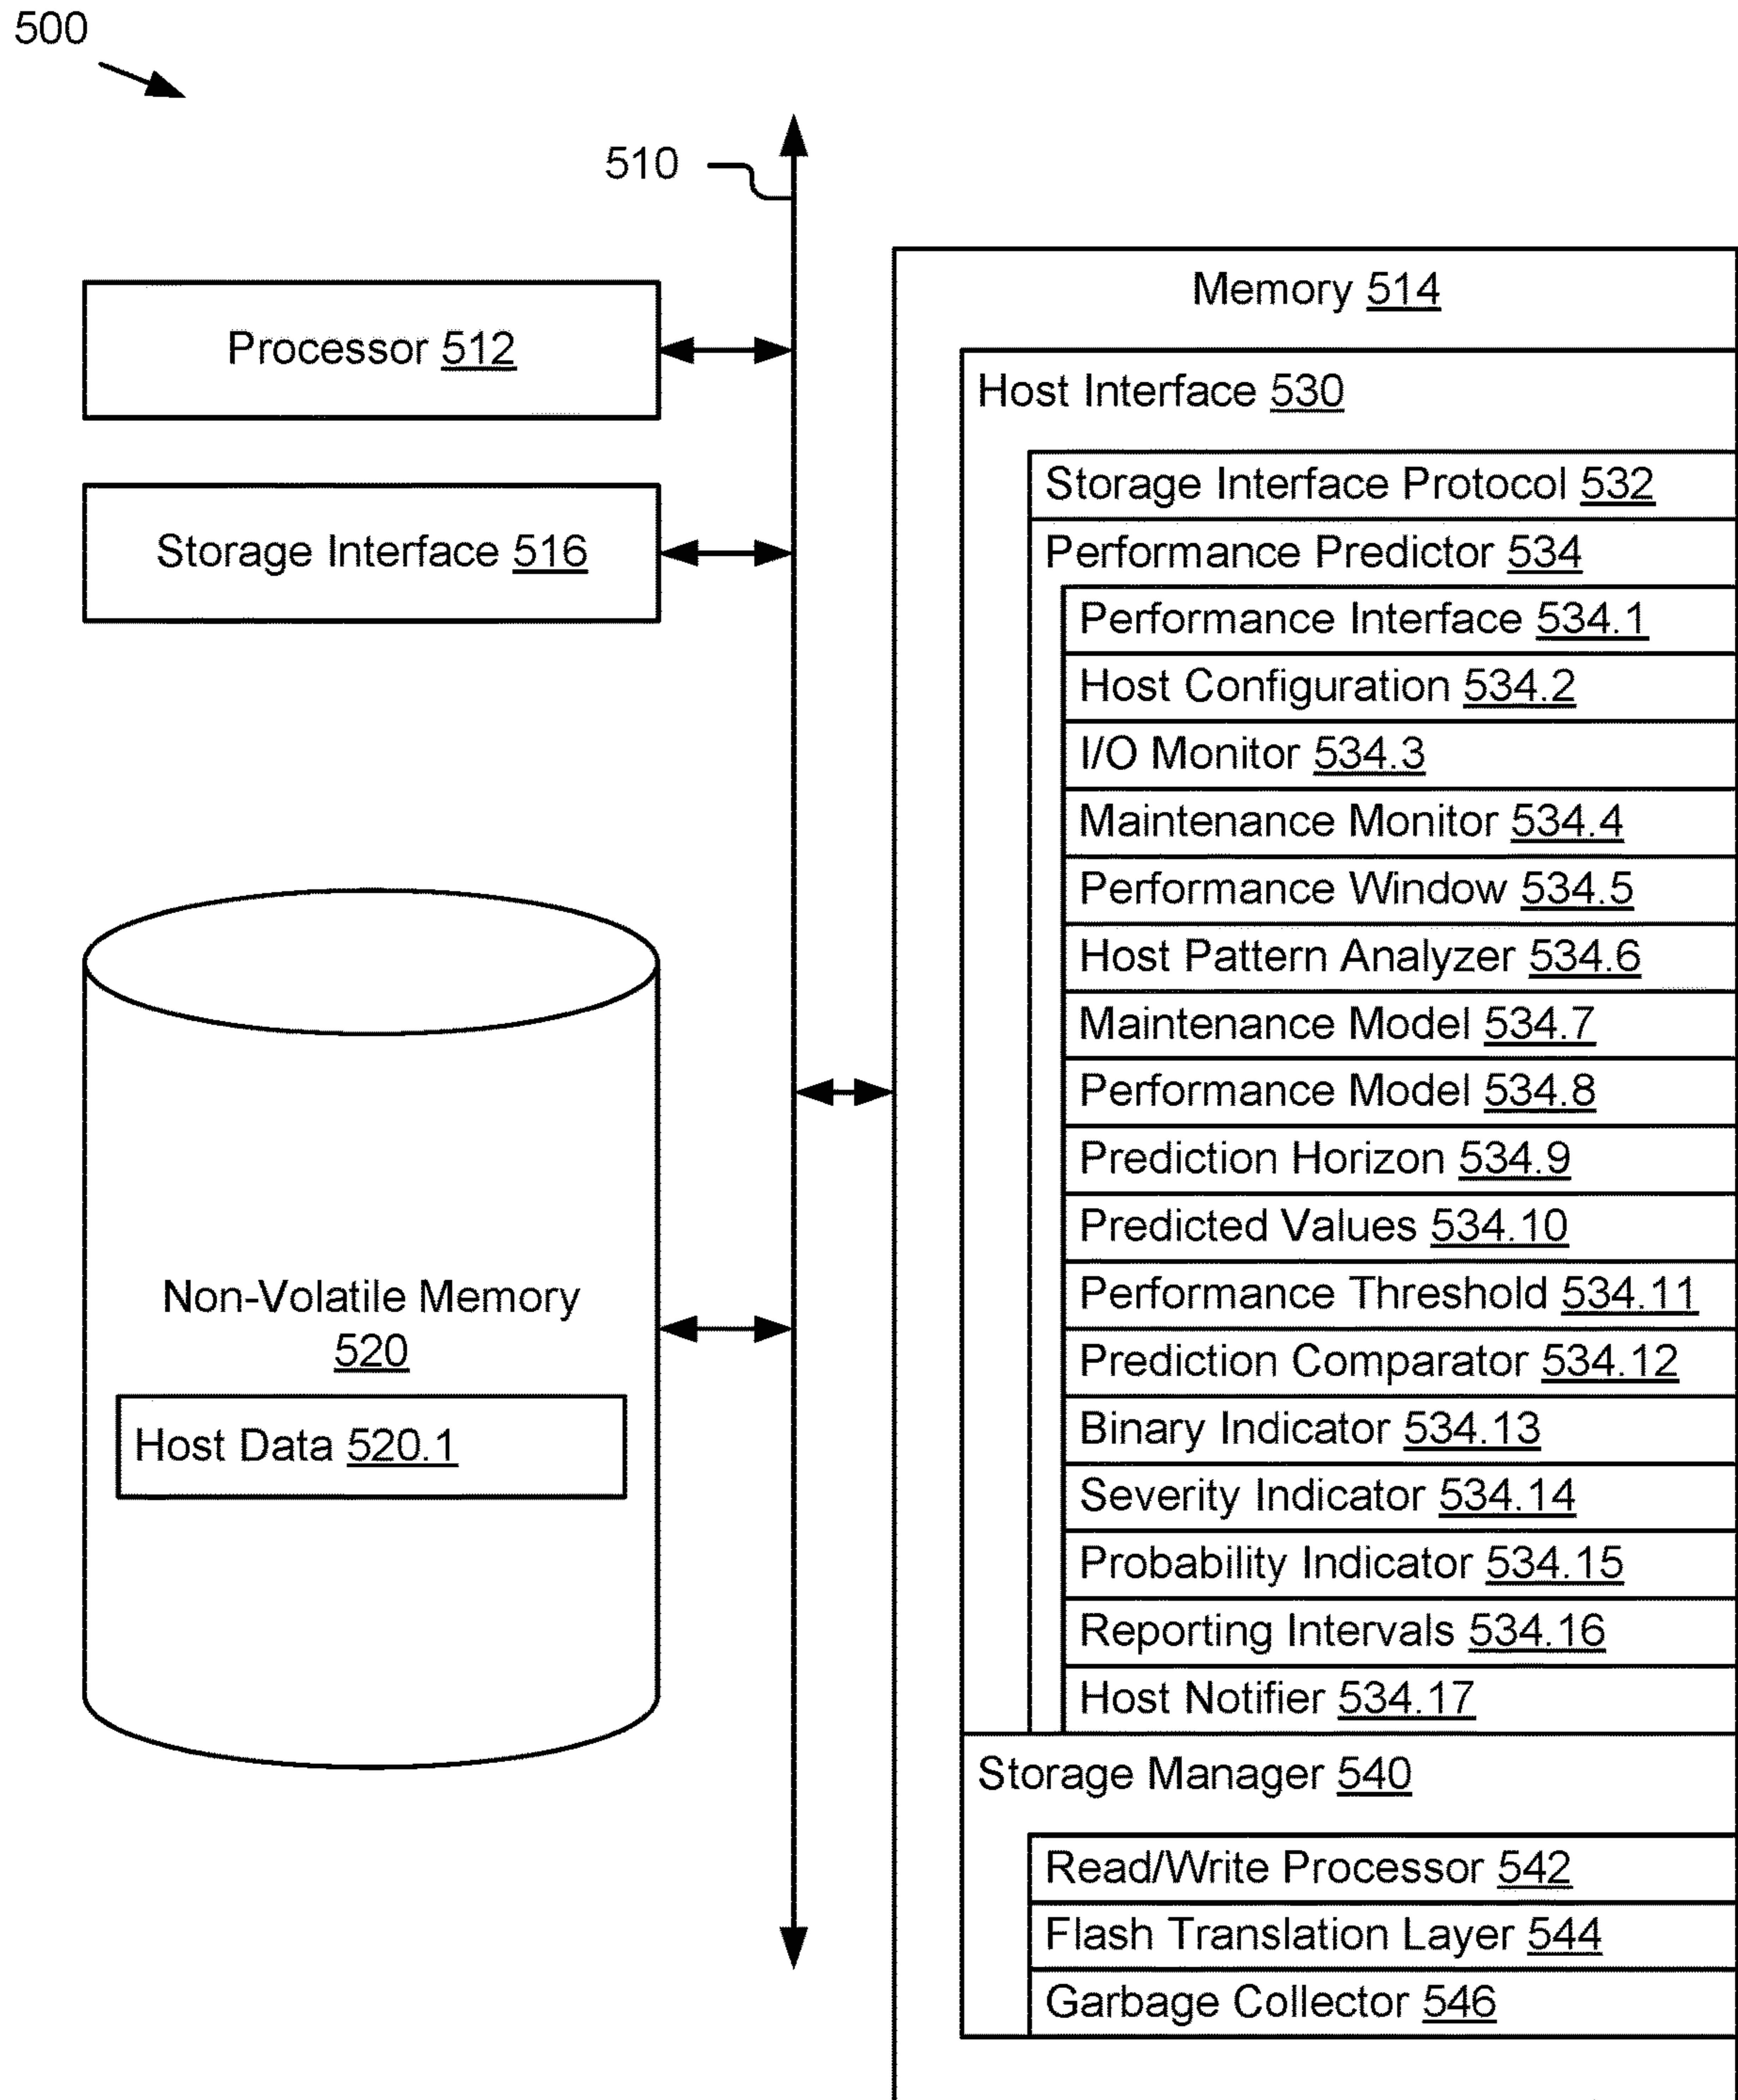 500
510
Processor 512
Storage Interface 516
Non-Volatile Memory
520
Host Data 520.1
Memory 514
Host Interface 530
Storage Interface Protocol 532
Performance Predictor 534
Performance Interface 534.1
Host Configuration 534.2
I/O Monitor 534.3
Maintenance Monitor 534.4
Performance Window 534.5
Host Pattern Analyzer 534.6
Maintenance Model 534.7
Performance Model 534.8
Prediction Horizon 534.9
Predicted Values 534.10
Performance Threshold 534.11
Prediction Comparator 534.12
Binary Indicator 534.13
Severity Indicator 534.14
Probability Indicator 534.15
Reporting Intervals 534.16
Host Notifier 534.17
Storage Manager 540
Read/Write Processor 542
Flash Translation Layer 544
Garbage Collector 546